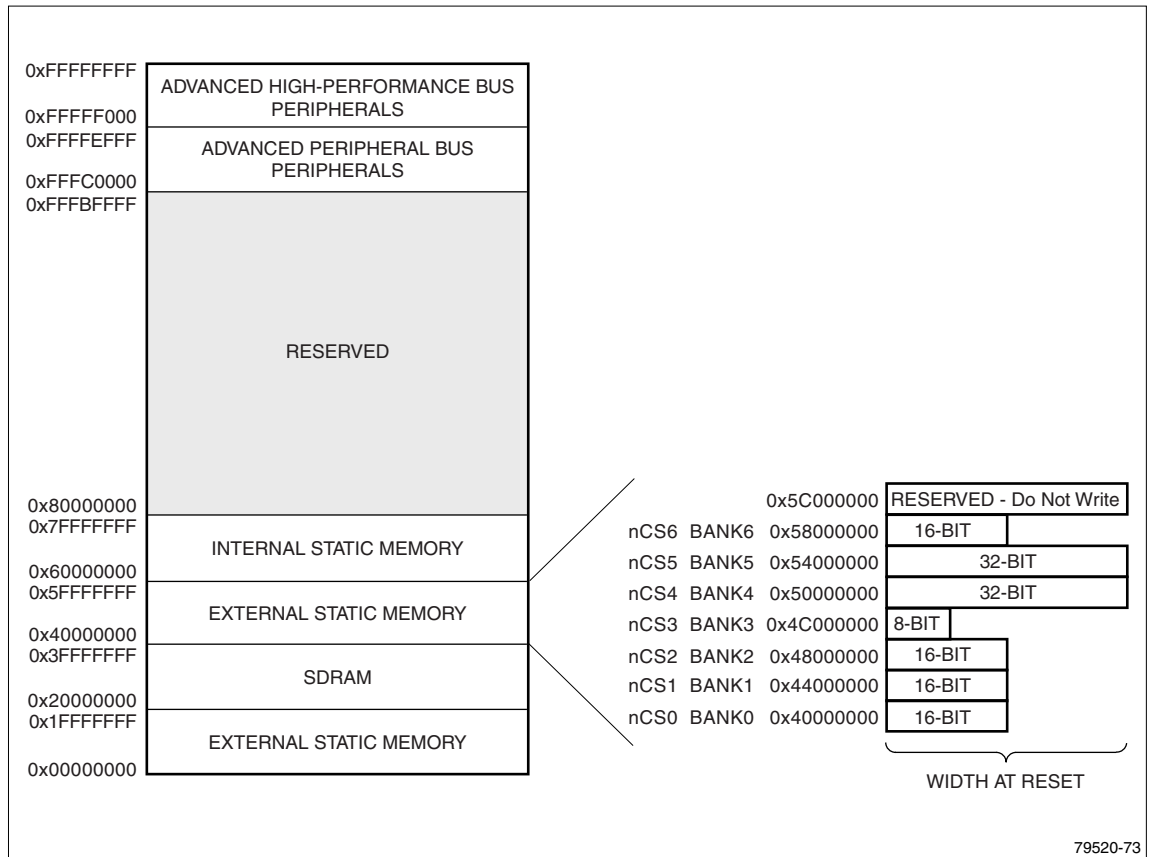 0xFFFFFFFF
ADVANCED HIGH-PERFORMANCE BUS
PERIPHERALS
0xFFFFF000
0xFFFFEFFF
ADVANCED PERIPHERAL BUS
PERIPHERALS
0xFFFC0000
0xFFFBFFFF
RESERVED
0x80000000
0x7FFFFFFF
INTERNAL STATIC MEMORY
0x60000000
0x5FFFFFFF
EXTERNAL STATIC MEMORY
0x40000000
0x3FFFFFFF
SDRAM
0x20000000
0x1FFFFFFF
EXTERNAL STATIC MEMORY
0x00000000
0x5C000000 RESERVED - Do Not Write
nCS6 BANK6 0x58000000 16-BIT
nCS5 BANK5 0x54000000 32-BIT
nCS4 BANK4 0x50000000 32-BIT
nCS3 BANK3 0x4C000000 8-BIT
nCS2 BANK2 0x48000000 16-BIT
nCS1 BANK1 0x44000000 16-BIT
nCS0 BANK0 0x40000000 16-BIT
WIDTH AT RESET
79520-73